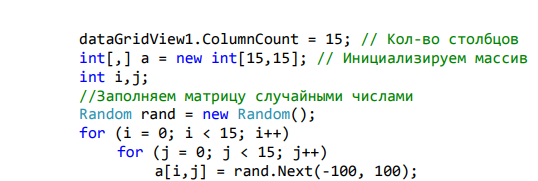 dataGridView1.ColumnCount = 15; // Кол-во столбцов
int[,] a = new int[15,15]; // Инициализируем массив
int i,j;
//Заполняем матрицу случайными числами
Random rand = new Random();
for (i = 0; i < 15; i++)
for (j = 0; j < 15; j++)
a[i,j] = rand.Next(-100, 100);